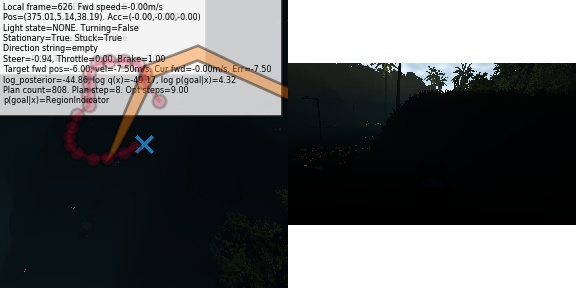 Local frame=626. Fwd speed=-0.00m/s
Pos=(375.01,5.14,38.19). Acc=(-0.00,-0.00,-0.00)
Light state=NONE. Turning=False
Stationary=True. Stuck=True
Direction string=empty
Steer=-0.94, Throttle=0.00, Brake=1.00
Target fwd pos=-6.00, vel=-7.50m/s. Cur fwd=-0.00m/s, Err=-7.50
log_posterior=-44.86. log q(x)=-49.17, log p(goal|x)=4.32
Plan count=808. Plan step=8. Opt steps=9.00
p(goal|x)=RegionIndicator